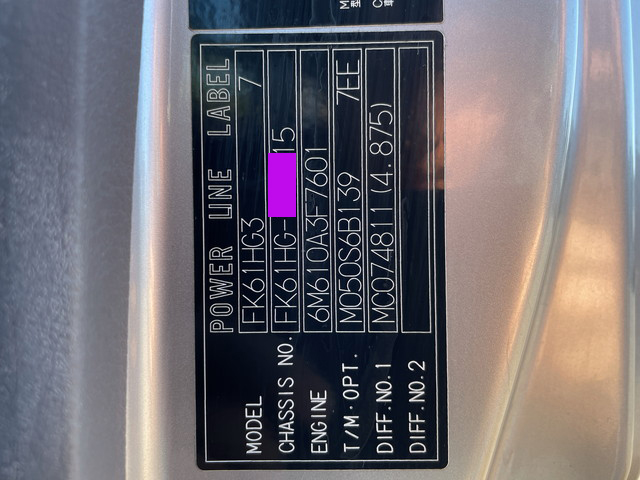 POWER LINE LABEL
MODEL FK61HG3 7
CHASSIS NO. FK61HG- 15
ENGINE 6M610A3F7601
T/M·OPT. M050S6B139 7EE
DIFF.NO.1 MC074811 (4.875)
DIFF.NO.2